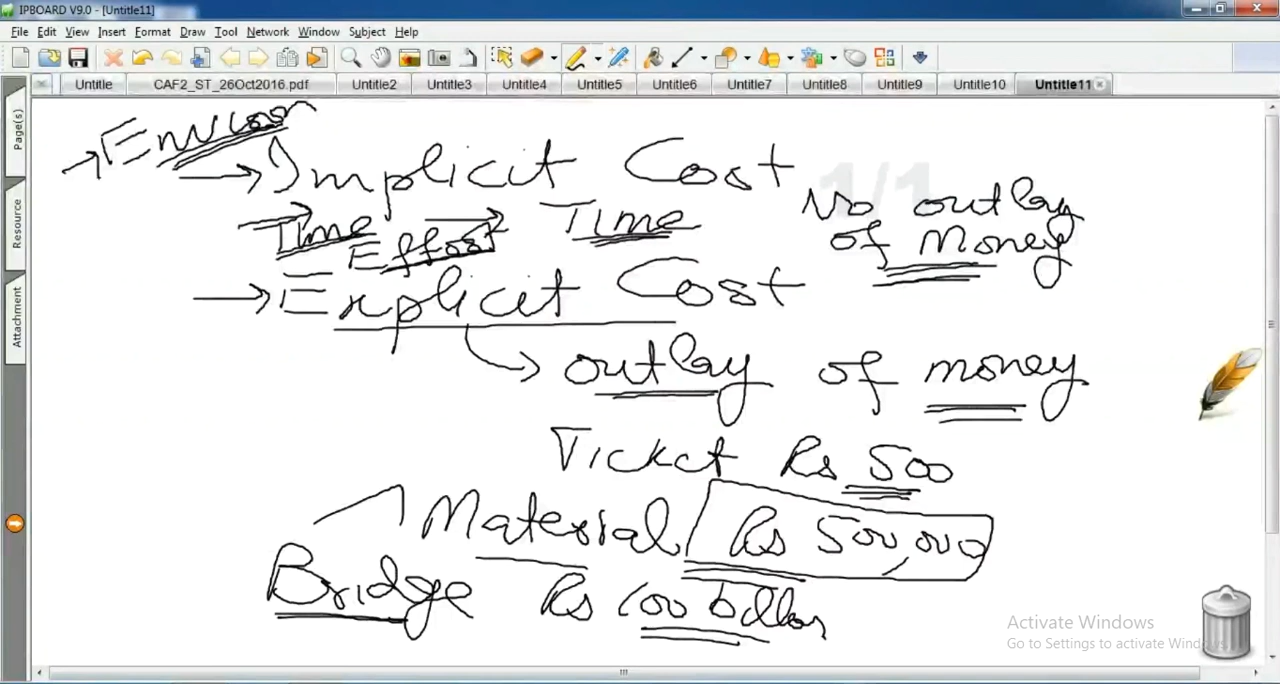 IPBOARD V9.0 - [Untitle11]
File Edit View Insert Format Draw Tool Network Window Subject Help
Untitle CAF2_ST_26Oct2016.pdf Untitle2 Untitle3 Untitle4 Untitle5 Untitle6 Untitle7 Untitle8 Untitle9 Untitle10 Untitle11
Page(s)
Resource
Attachment
1/1
→ Implicit Cost
No outlay
of Money
Time Effort Time
→ Explicit Cost
outlay of money
Ticket Rs 500
Material Rs 500,000
Bridge Rs 100
Activate Windows
Go to Settings to activate Windows.